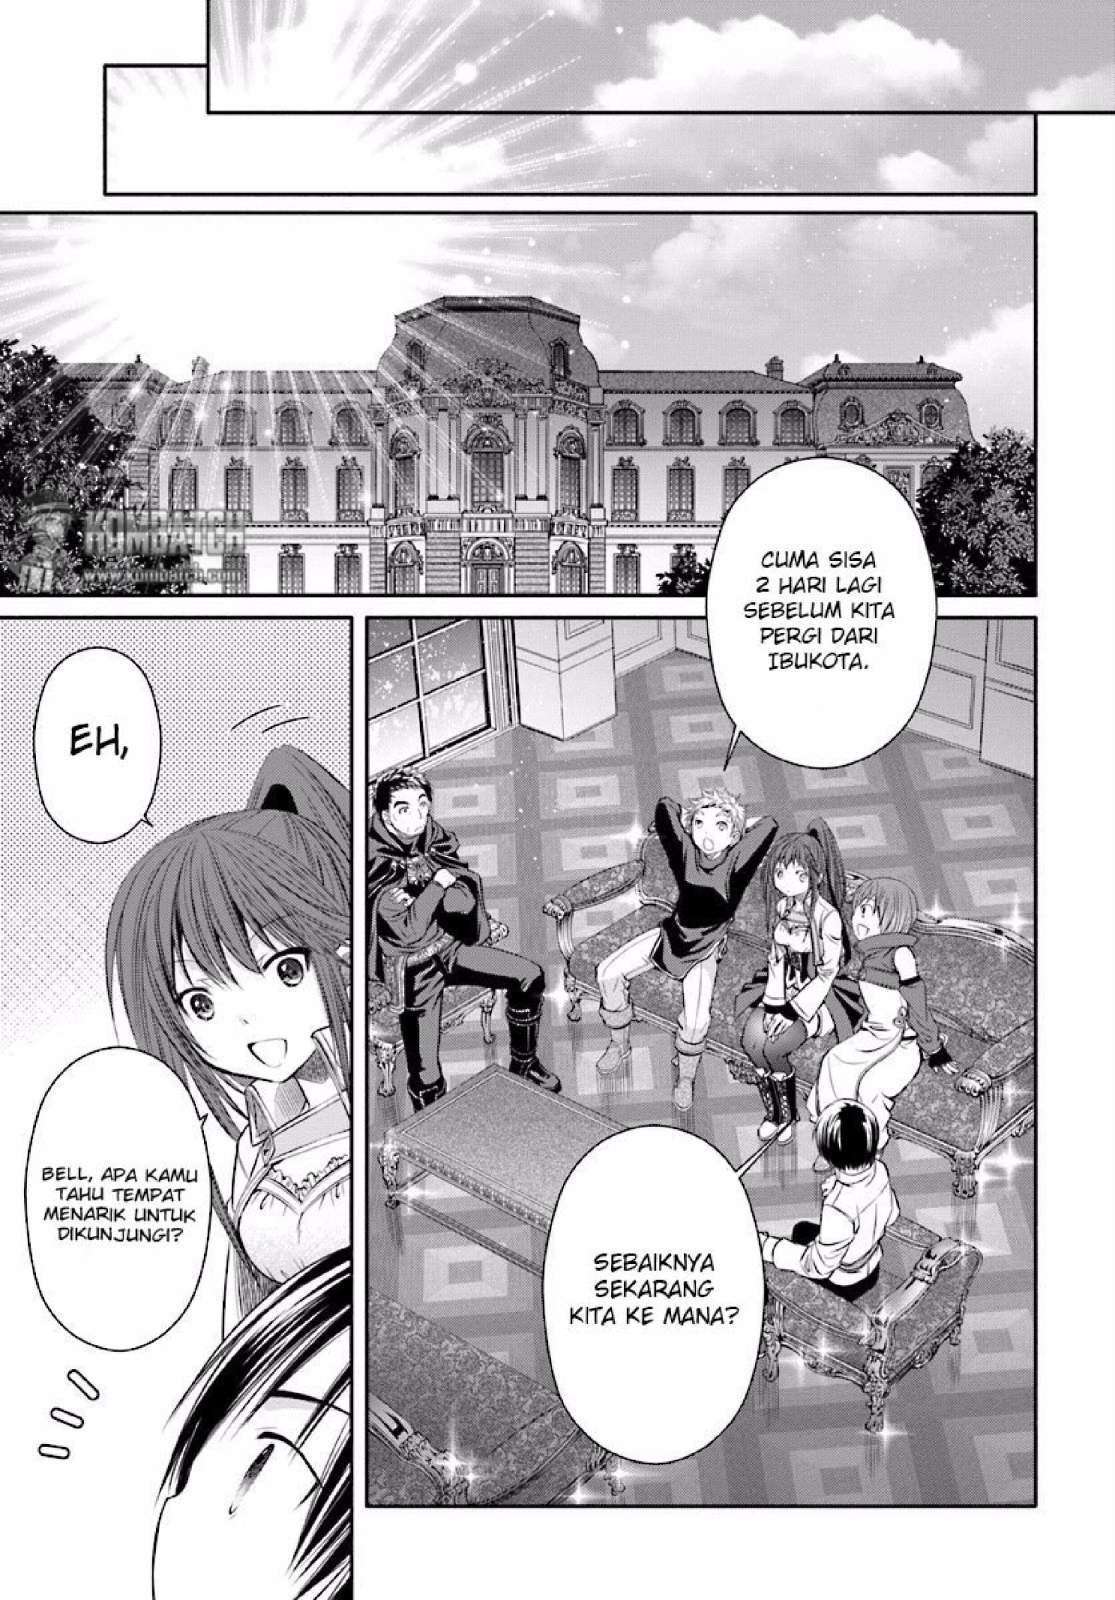 CUMA SISA
2 HARI LAGI
SEBELUM KITA
PERGI DARI
IBUKOTA.
SEBAIKNYA
SEKARANG
KITA KE MANA?
EH,
BELL, APA KAMU
TAHU TEMPAT
MENARIK UNTUK
DIKUNJUNGI?
KOMBATCH